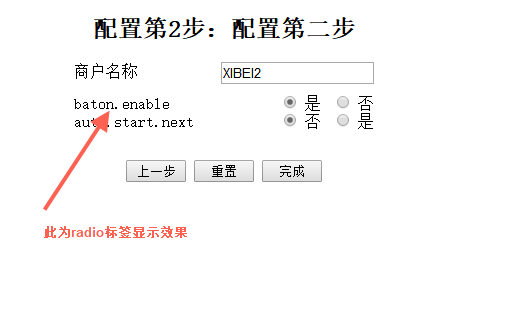 配置第2步：配置第二步
商户名称 XIBEI2
baton.enable 是 否
auto.start.next 否 是
上一步 重置 完成
此为radio标签显示效果